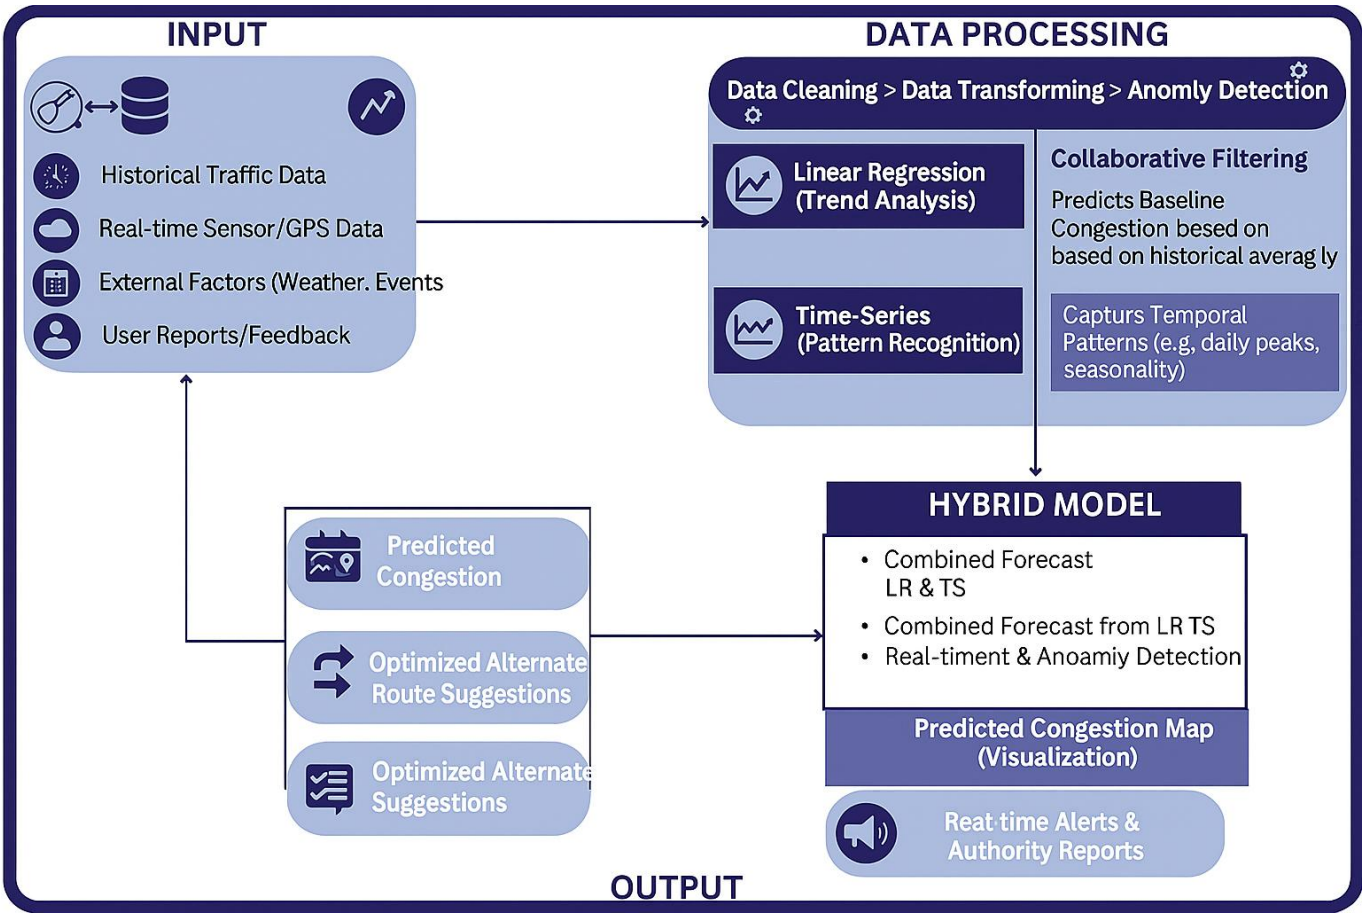 INPUT
Historical Traffic Data
Real-time Sensor/GPS Data
External Factors (Weather. Events
User Reports/Feedback
DATA PROCESSING
Data Cleaning > Data Transforming > Anomly Detection
Linear Regression
(Trend Analysis)
Time-Series
(Pattern Recognition)
Collaborative Filtering
Predicts Baseline
Congestion besed on
based on historical averag ly
Capturs Temporal
Patterns (e.g, daily peaks,
seasonality)
Predicted
Congestion
Optimized Alternate
Route Suggestions
Optimized Alternate
Suggestions
HYBRID MODEL
• Combined Forecast
LR & TS
• Combined Forecast from LR TS
• Real-timent & Anoamiy Detection
Predicted Congestion Map
(Visualization)
Reat-time Alerts &
Authority Reports
OUTPUT